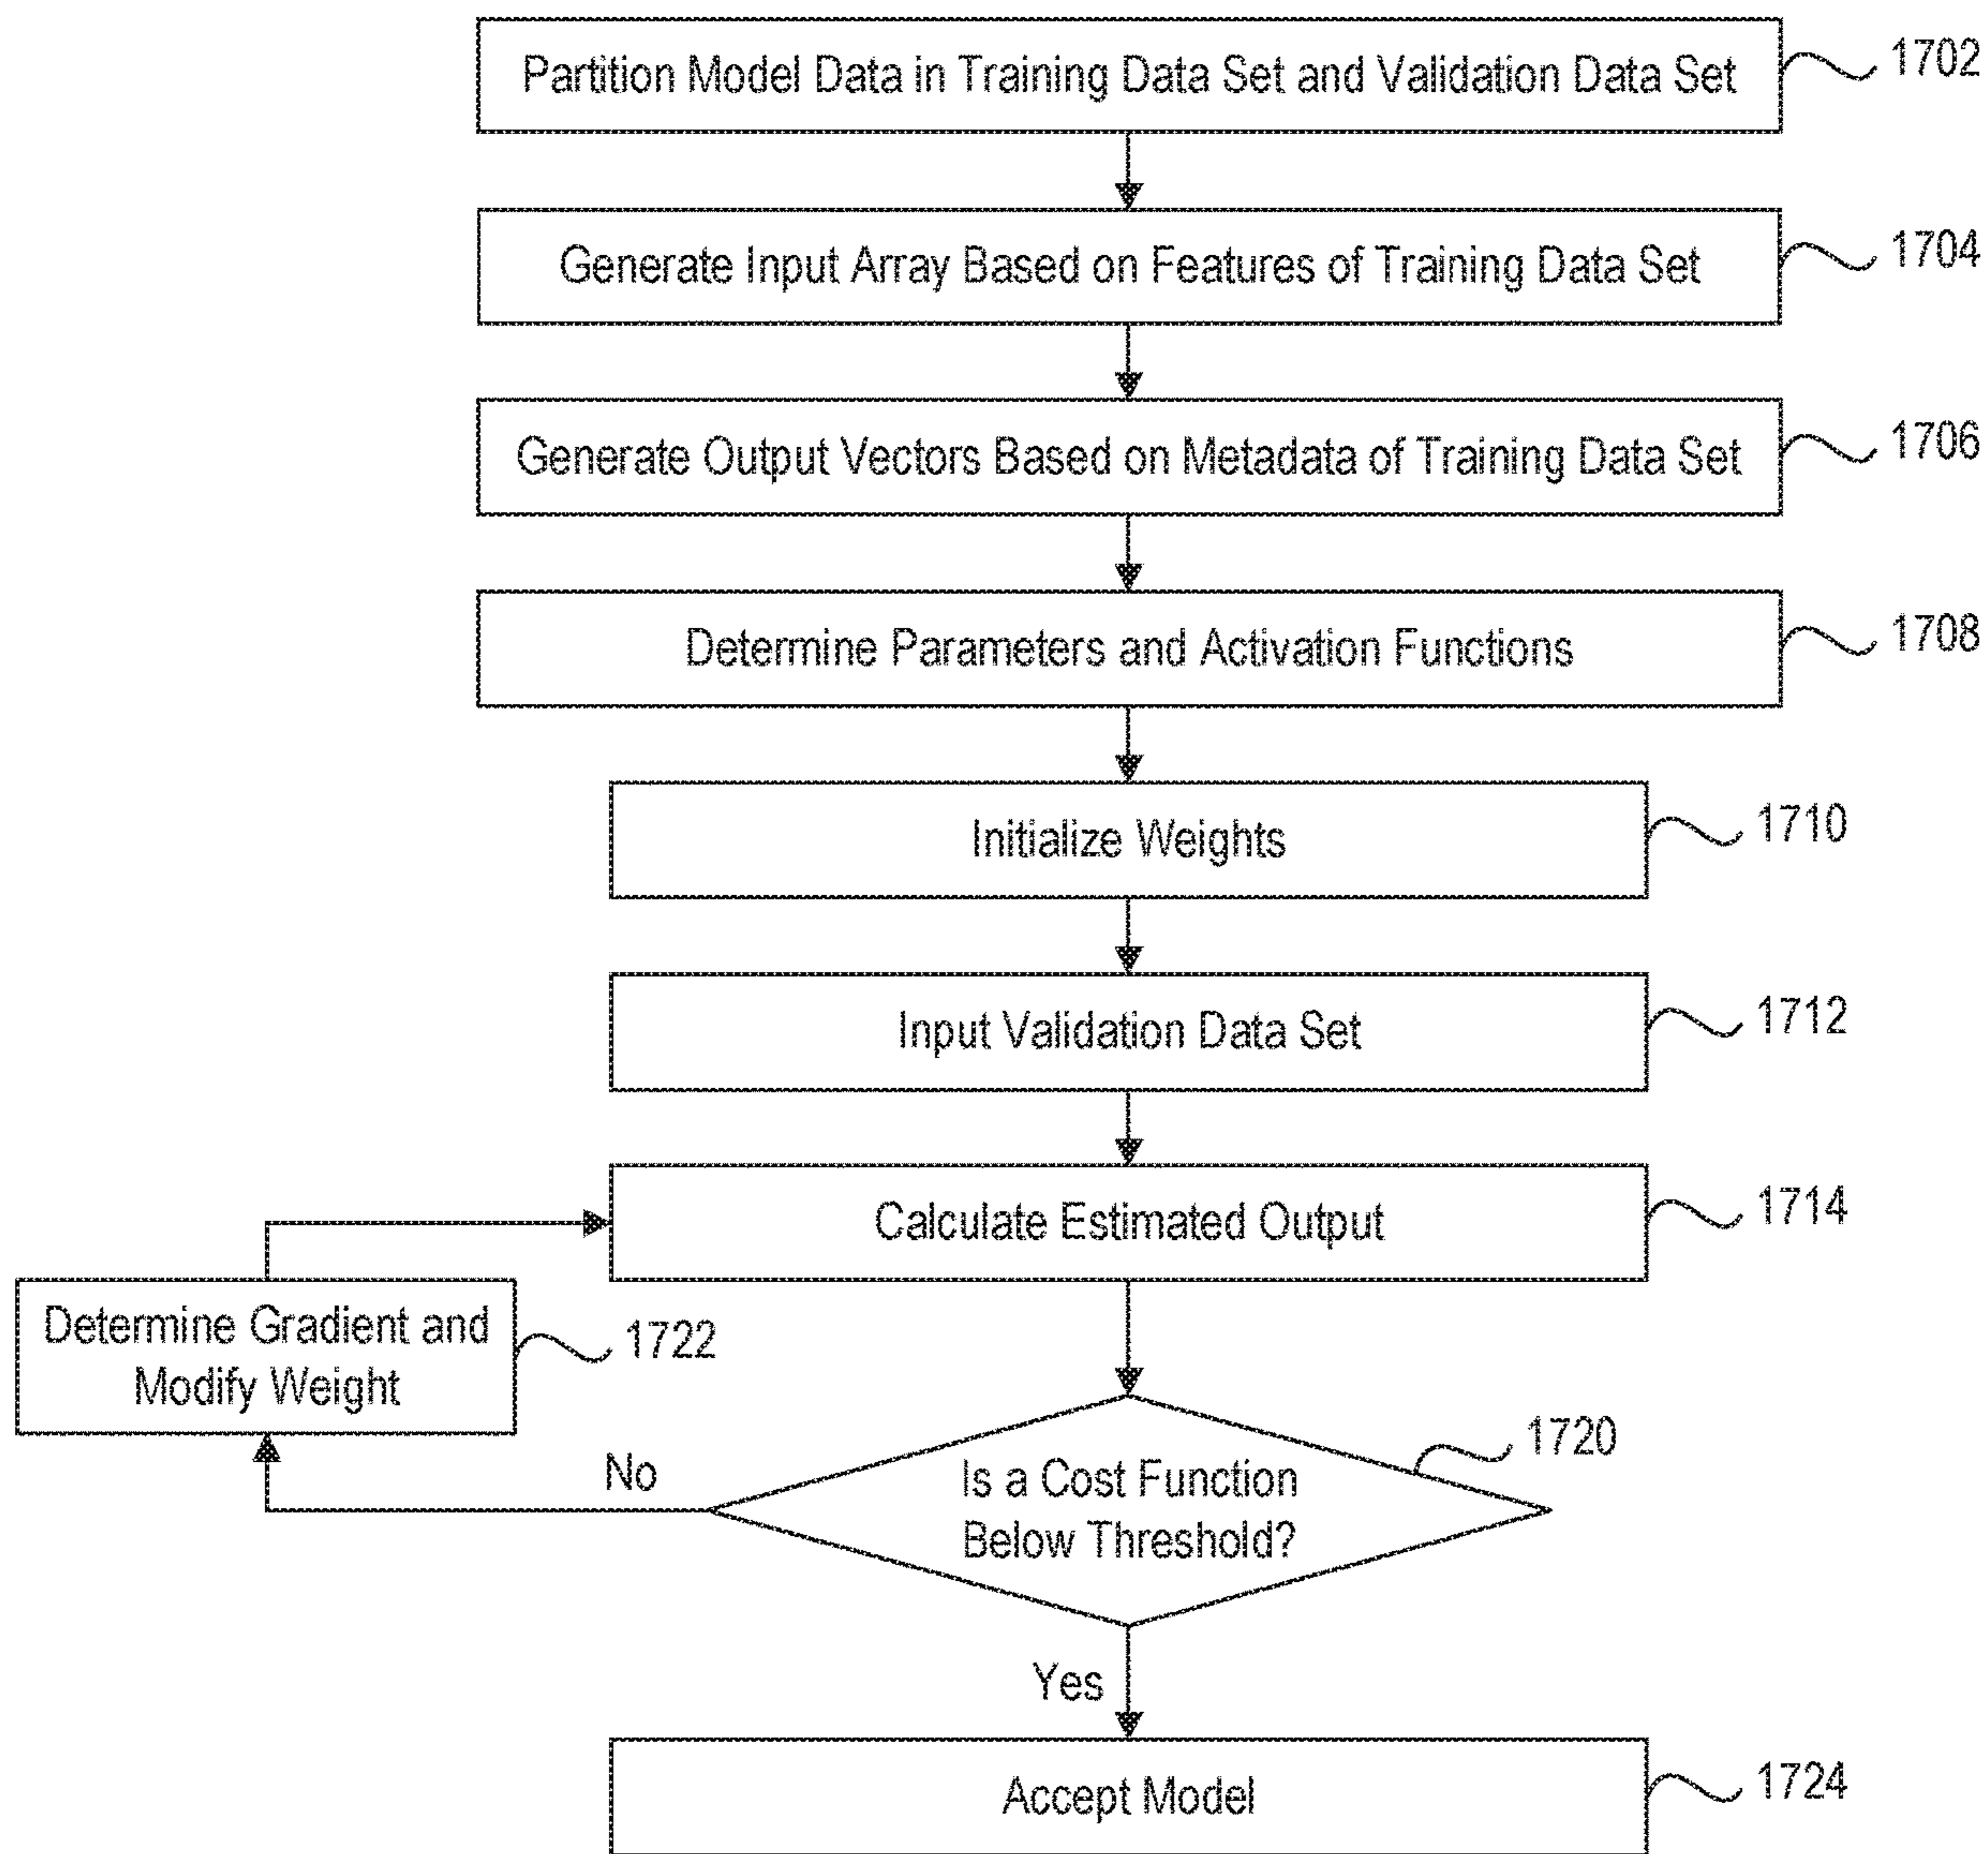 Partition Model Data in Training Data Set and Validation Data Set
1702
Generate Input Array Based on Features of Training Data Set
1704
Generate Output Vectors Based on Metadata of Training Data Set
1706
Determine Parameters and Activation Functions
1708
Initialize Weights
1710
Input Validation Data Set
1712
Calculate Estimated Output
1714
Determine Gradient and
Modify Weight
1722
No
Is a Cost Function
Below Threshold?
1720
Yes
Accept Model
1724